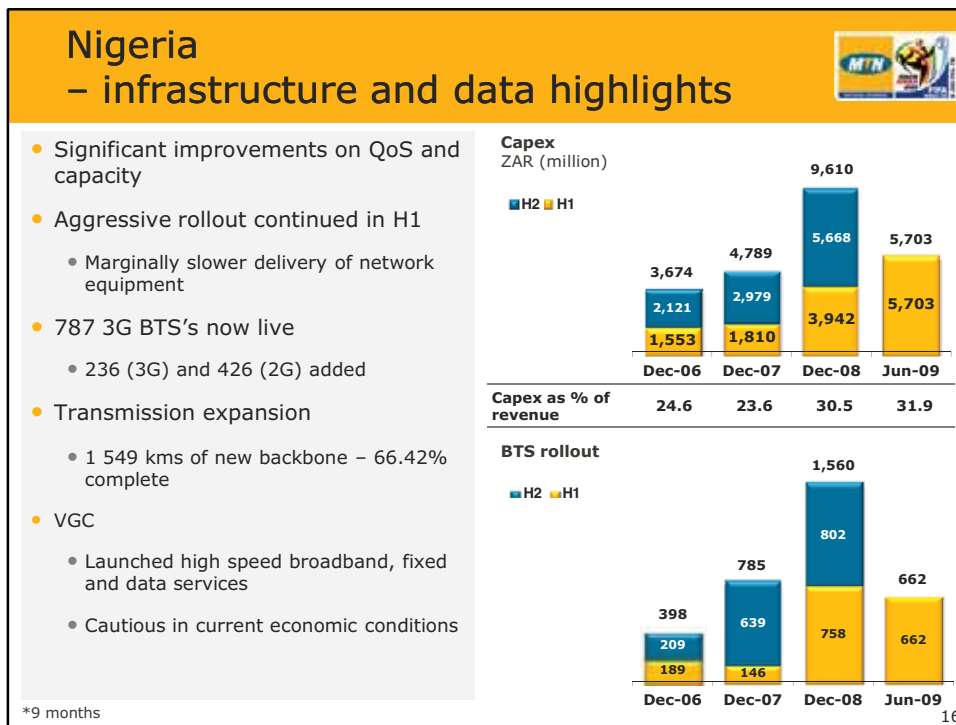 Nigeria
– infrastructure and data highlights
MTN
• Significant improvements on QoS and
capacity
• Aggressive rollout continued in H1
• Marginally slower delivery of network
equipment
• 787 3G BTS's now live
• 236 (3G) and 426 (2G) added
• Transmission expansion
• 1 549 kms of new backbone – 66.42%
complete
• VGC
• Launched high speed broadband, fixed
and data services
• Cautious in current economic conditions
*9 months
Capex
ZAR (million)
H2 H1
3,674 4,789 9,610 5,703
2,121 2,979 5,668
1,553 1,810 3,942 5,703
Dec-06 Dec-07 Dec-08 Jun-09
Capex as % of
revenue
24.6 23.6 30.5 31.9
BTS rollout
H2 H1
398 785 1,560 662
209 639 802
189 146 758 662
Dec-06 Dec-07 Dec-08 Jun-09
16